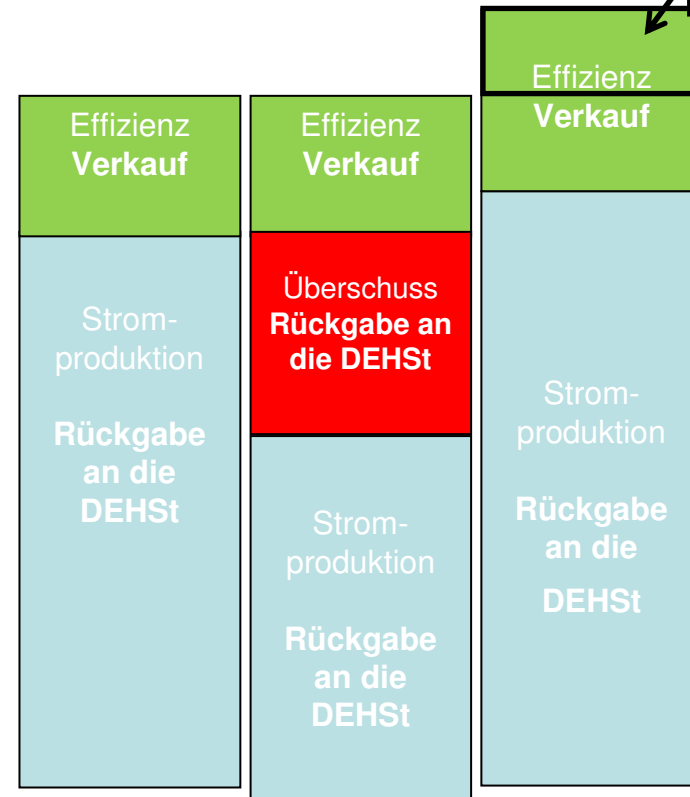 Effizienz
Verkauf
Strom-
produktion
Rückgabe
an die
DEHSt
Effizienz
Verkauf
Überschuss
Rückgabe an
die DEHSt
Strom-
produktion
Rückgabe
an die
DEHSt
Effizienz
Verkauf
Strom-
produktion
Rückgabe
an die
DEHSt